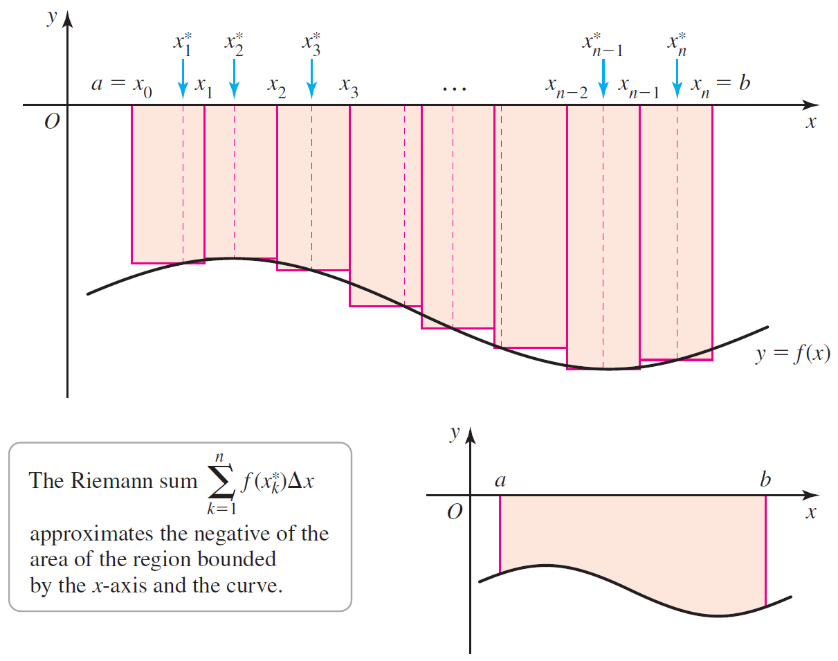 y
x₁* x₂* x₃* xₙ₋₁* xₙ*
a = x₀ x₁ x₂ x₃ ... xₙ₋₂ xₙ₋₁ xₙ = b
O x
y = f(x)
The Riemann sum ∑ₖ₌₁ⁿ f(xₖ*)Δx
approximates the negative of the
area of the region bounded
by the x-axis and the curve.
y
a b
O x